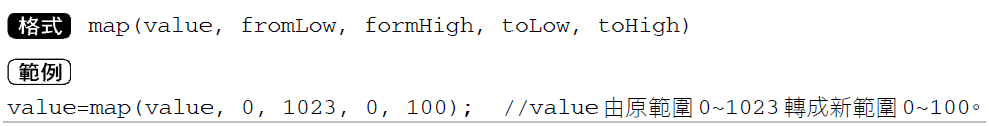 格式 map(value, fromLow, formHigh, toLow, toHigh)
範例
value=map(value, 0, 1023, 0, 100); //value 由原範圍 0~1023 轉成新範圍 0~100。